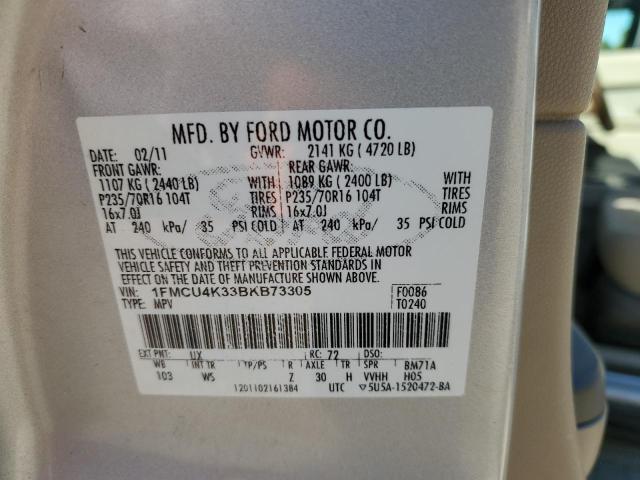 MFD. BY FORD MOTOR CO.
DATE: 02/11 GVWR: 2141 KG ( 4720 LB)
FRONT GAWR: REAR GAWR:
1107 KG ( 2440 LB) WITH 1089 KG ( 2400 LB) WITH
P235/70R16 104T TIRES P235/70R16 104T TIRES
16x7.0J RIMS 16x7.0J RIMS
AT 240 kPa/ 35 PSI COLD AT 240 kPa/ 35 PSI COLD
THIS VEHICLE CONFORMS TO ALL APPLICABLE FEDERAL MOTOR
VEHICLE SAFETY AND THEFT PREVENTION STANDARDS IN
EFFECT ON THE DATE OF MANUFACTURE SHOWN ABOVE.
VIN: 1FMCU4K33BKB73305 F0086
TYPE: MPV T0240
EXT PNT: UX RC: 72 DSO:
WB INT TR TP/PS R AXLE TR SPR BM71A
103 WS Z 30 H VVHH H05
1201102161384 UTC ▽5U5A-1520472-BA